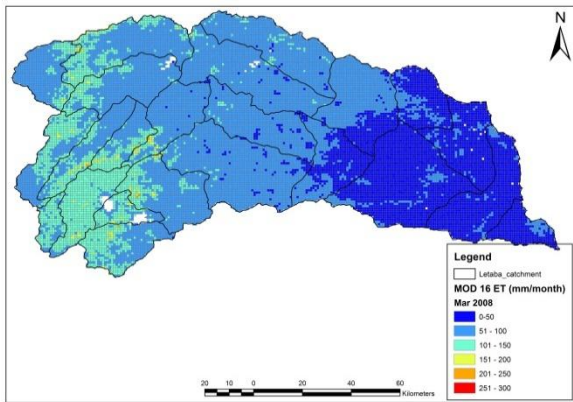 N
Legend
Letaba_catchment
MOD 16 ET (mm/month)
Mar 2008
0-50
51 - 100
101 - 150
151 - 200
201 - 250
251 - 300
20 10 0 20 40 60
Kilometers